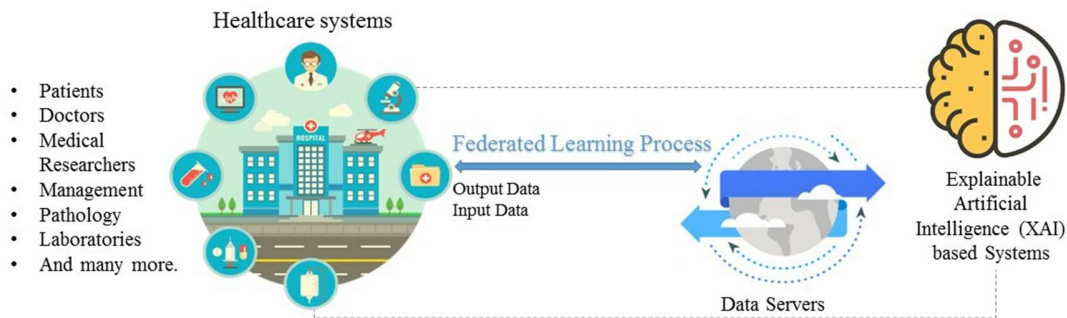 Healthcare systems
• Patients
• Doctors
• Medical
Researchers
• Management
• Pathology
• Laboratories
• And many more.
HOSPITAL
Federated Learning Process
Output Data
Input Data
Data Servers
Explainable
Artificial
Intelligence (XAI)
based Systems